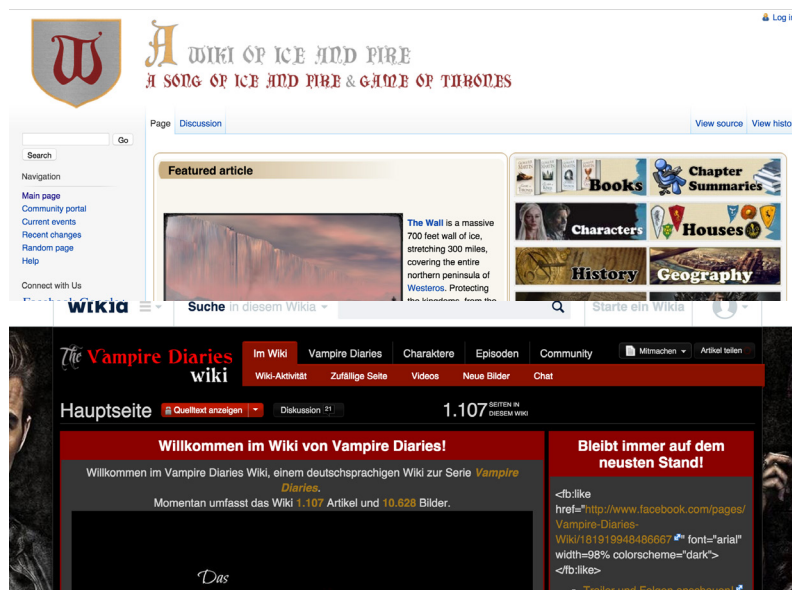 Log in
A WIKI OF ICE AND FIRE
A SONG OF ICE AND FIRE & GAME OF THRONES
Page Discussion View source View histo
Go
Search
Navigation
Main page
Community portal
Current events
Recent changes
Random page
Help
Connect with Us
Featured article
The Wall is a massive
700 feet wall of ice,
stretching 300 miles,
covering the entire
northern peninsula of
Westeros. Protecting
the kingdoms from the
Books
Chapter Summaries
Characters
Houses
History
Geography
wikia Suche in diesem Wikia Starte ein Wikia
The Vampire Diaries wiki
Im Wiki Vampire Diaries Charaktere Episoden Community Mitmachen Artikel teilen
Wiki-Aktivität Zufällige Seite Videos Neue Bilder Chat
Hauptseite Quelltext anzeigen Diskussion 21 1.107 SEITEN IN DIESEM WIKI
Willkommen im Wiki von Vampire Diaries!
Willkommen im Vampire Diaries Wiki, einem deutschsprachigen Wiki zur Serie Vampire
Diaries.
Momentan umfasst das Wiki 1.107 Artikel und 10.628 Bilder.
Das
Bleibt immer auf dem
neusten Stand!
<fb:like
href="http://www.facebook.com/pages/
Vampire-Diaries-
Wiki/181919948486667" font="arial"
width=98% colorscheme="dark">
</fb:like>
Trailer und Folgen anschauen!